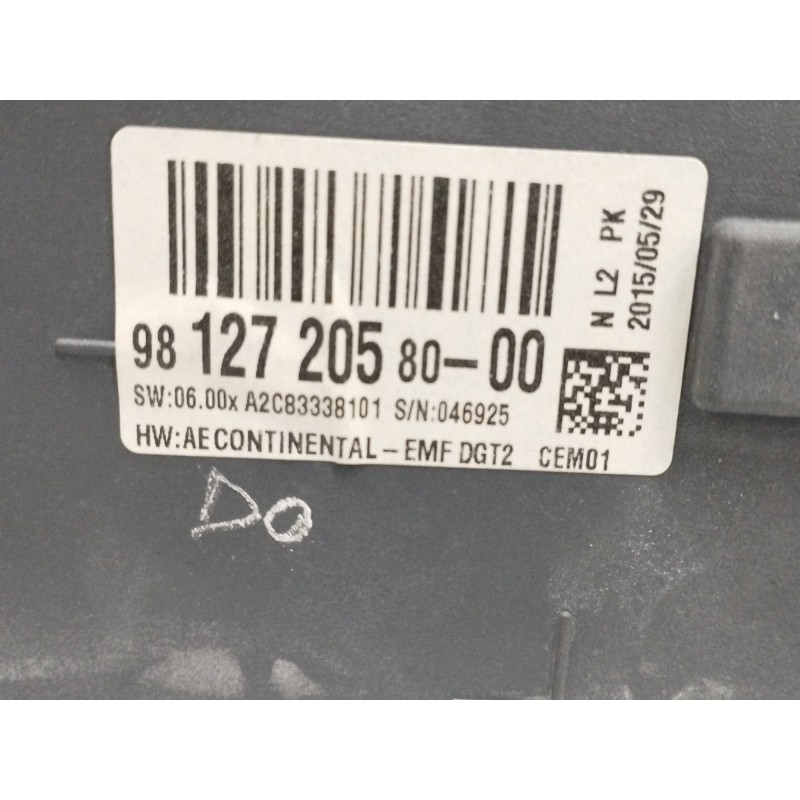 98 127 205 80-00
SW:06.00x A2C83338101 S/N:046925
HW:AE CONTINENTAL-EMF DGT2 CEM01
N L2 PK
2015/05/29
DO